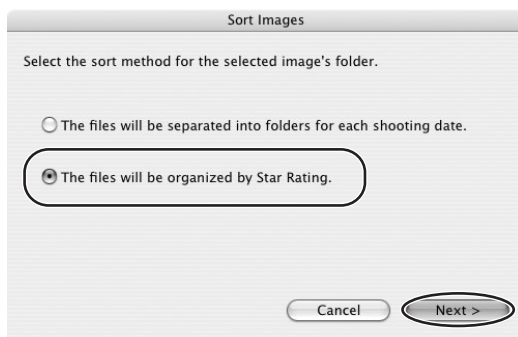 Sort Images
Select the sort method for the selected image's folder.
The files will be separated into folders for each shooting date.
The files will be organized by Star Rating.
Cancel
Next >